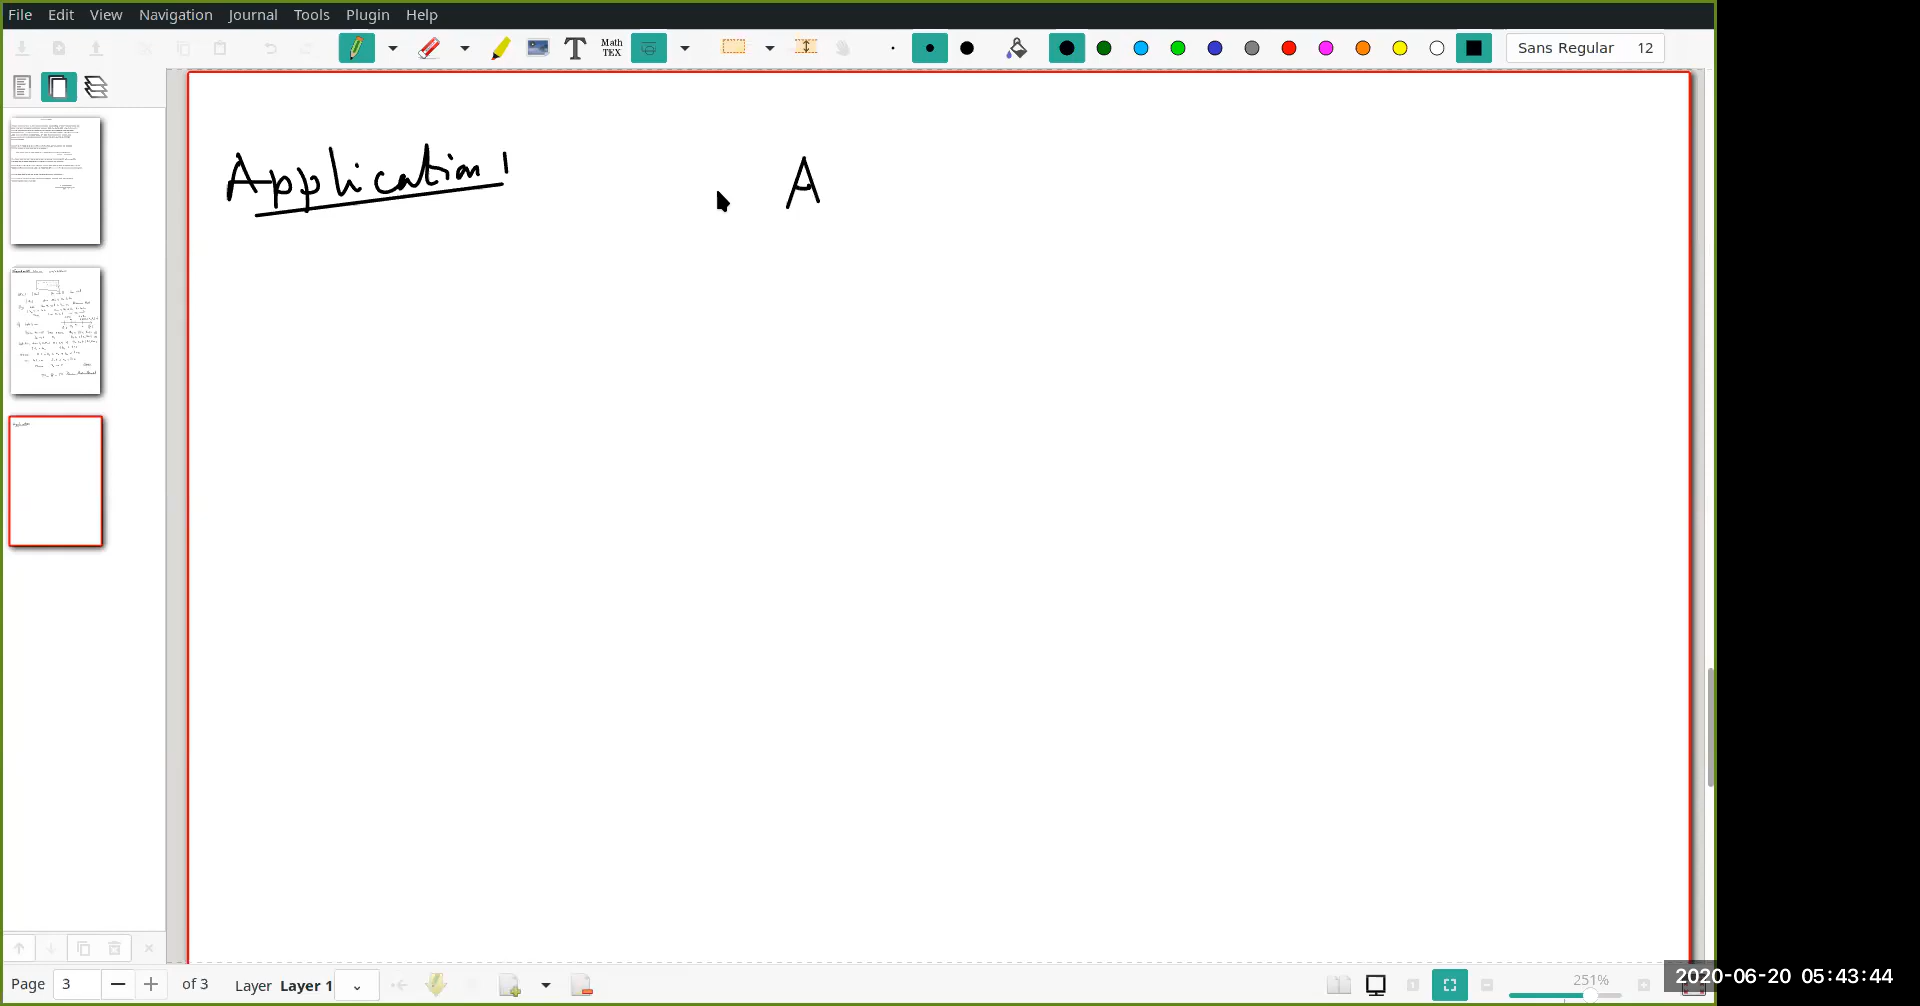 File Edit View Navigation Journal Tools Plugin Help
Math TEX
Sans Regular 12
Application 1 A
Page 3 of 3 Layer Layer 1 251%
2020-06-20 05:43:44